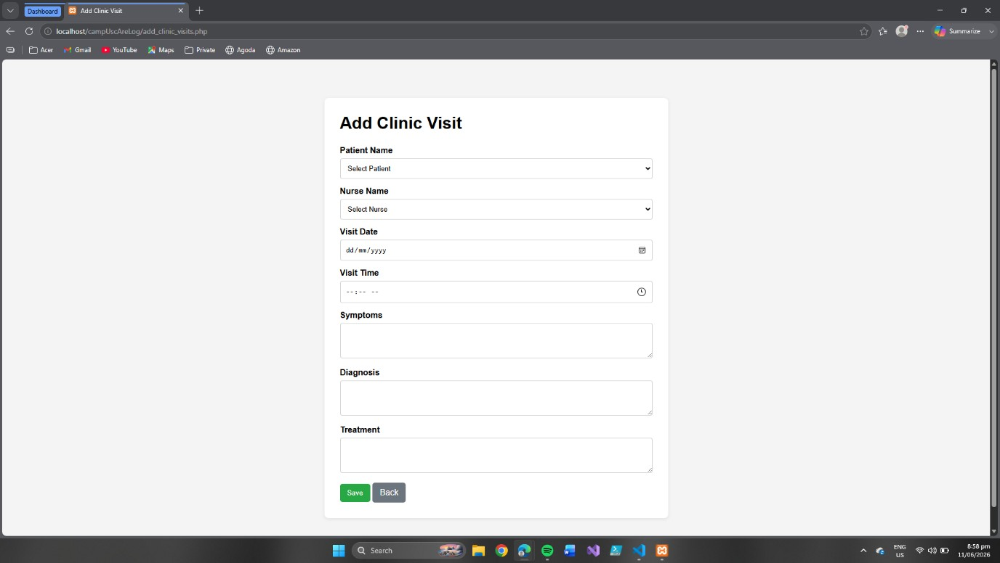 Dashboard
Add Clinic Visit
localhost/campUscAreLog/add_clinic_visits.php
Summarize
Acer
Gmail
YouTube
Maps
Private
Agoda
Amazon
Add Clinic Visit
Patient Name
Select Patient
Nurse Name
Select Nurse
Visit Date
dd/mm/yyyy
Visit Time
--:-- --
Symptoms
Diagnosis
Treatment
Save
Back
Search
ENG
US
8:58 pm
11/06/2026